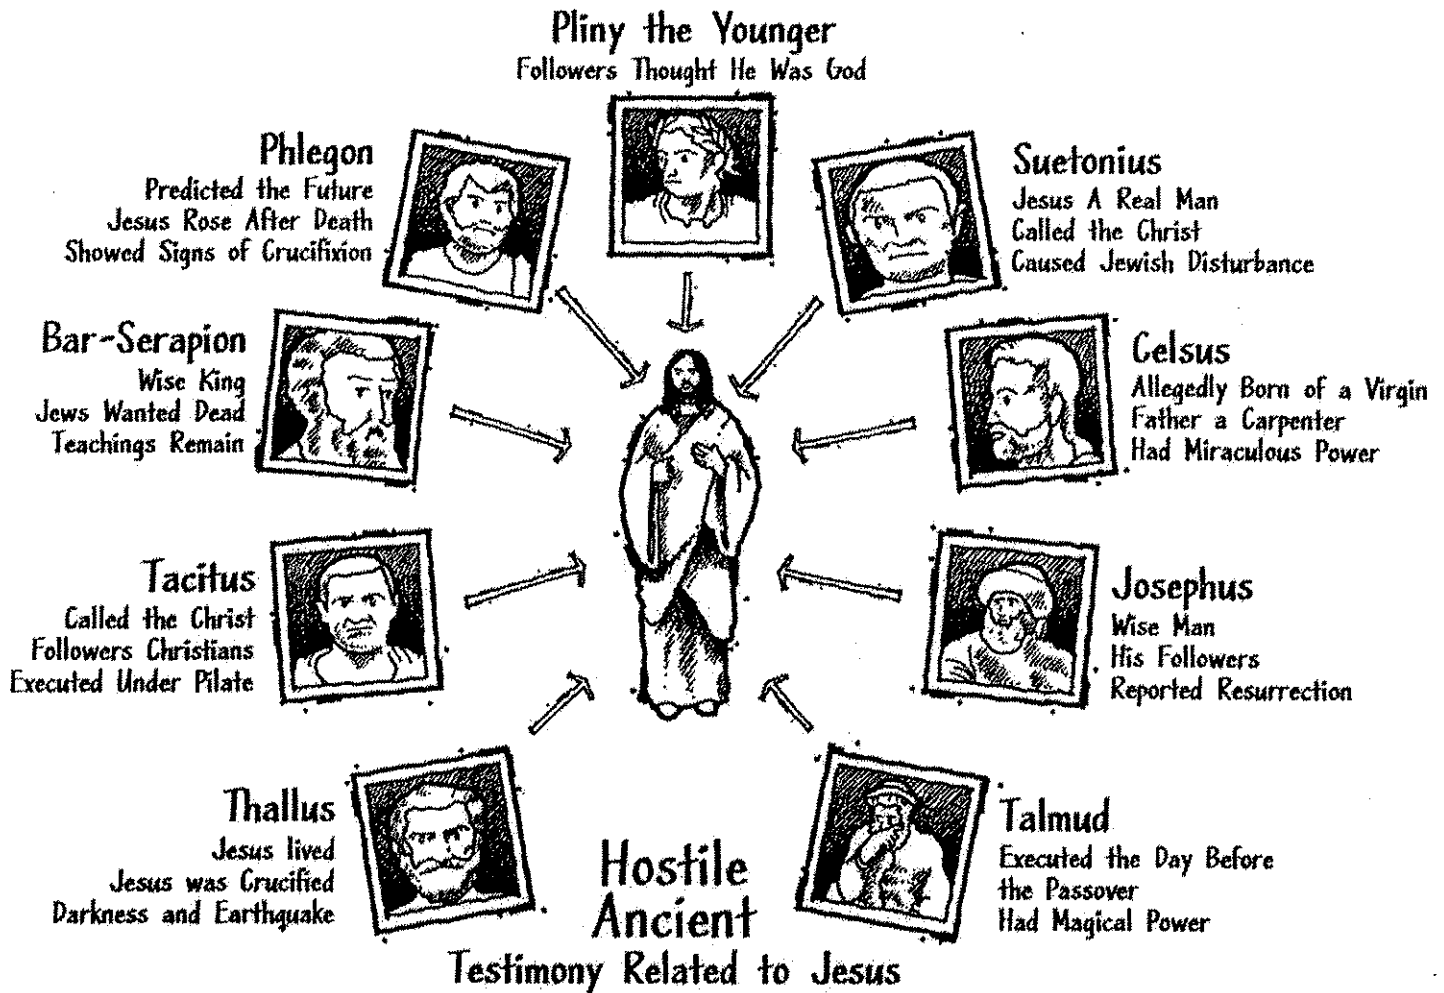 Pliny the Younger
Followers Thought He Was God
Phlegon
Predicted the Future
Jesus Rose After Death
Showed Signs of Crucifixion
Suetonius
Jesus A Real Man
Called the Christ
Caused Jewish Disturbance
Bar-Serapion
Wise King
Jews Wanted Dead
Teachings Remain
Celsus
Allegedly Born of a Virgin
Father a Carpenter
Had Miraculous Power
Tacitus
Called the Christ
Followers Christians
Executed Under Pilate
Josephus
Wise Man
His Followers
Reported Resurrection
Thallus
Jesus lived
Jesus was Crucified
Darkness and Earthquake
Talmud
Executed the Day Before
the Passover
Had Magical Power
Hostile
Ancient
Testimony Related to Jesus